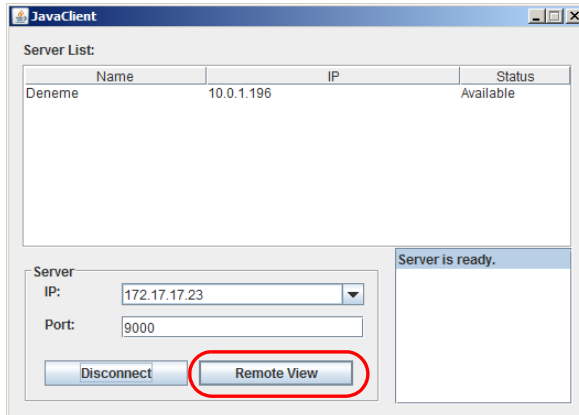 JavaClient
Server List:
Name IP Status
Deneme 10.0.1.196 Available
Server is ready.
Server
IP: 172.17.17.23
Port: 9000
Disconnect Remote View